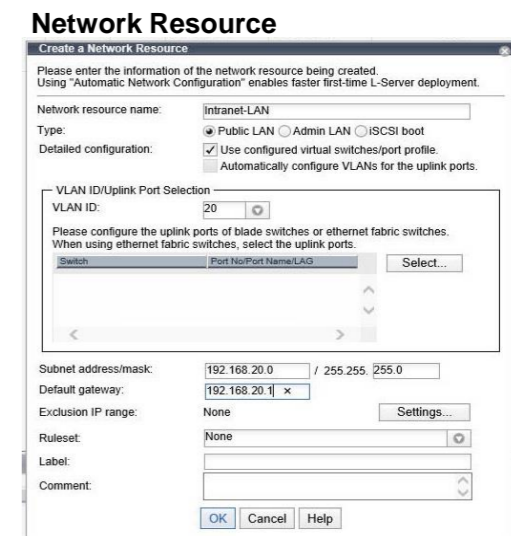 Network Resource
Create a Network Resource
Please enter the information of the network resource being created.
Using "Automatic Network Configuration" enables faster first-time L-Server deployment.
Network resource name: Intranet-LAN
Type: Public LAN Admin LAN iSCSI boot
Detailed configuration: Use configured virtual switches/port profile.
Automatically configure VLANs for the uplink ports.
VLAN ID/Uplink Port Selection
VLAN ID: 20
Please configure the uplink ports of blade switches or ethernet fabric switches.
When using ethernet fabric switches, select the uplink ports.
Switch Port No/Port Name/LAG Select...
Subnet address/mask: 192.168.20.0 / 255.255. 255.0
Default gateway: 192.168.20.1
Exclusion IP range: None Settings...
Ruleset: None
Label:
Comment:
OK Cancel Help